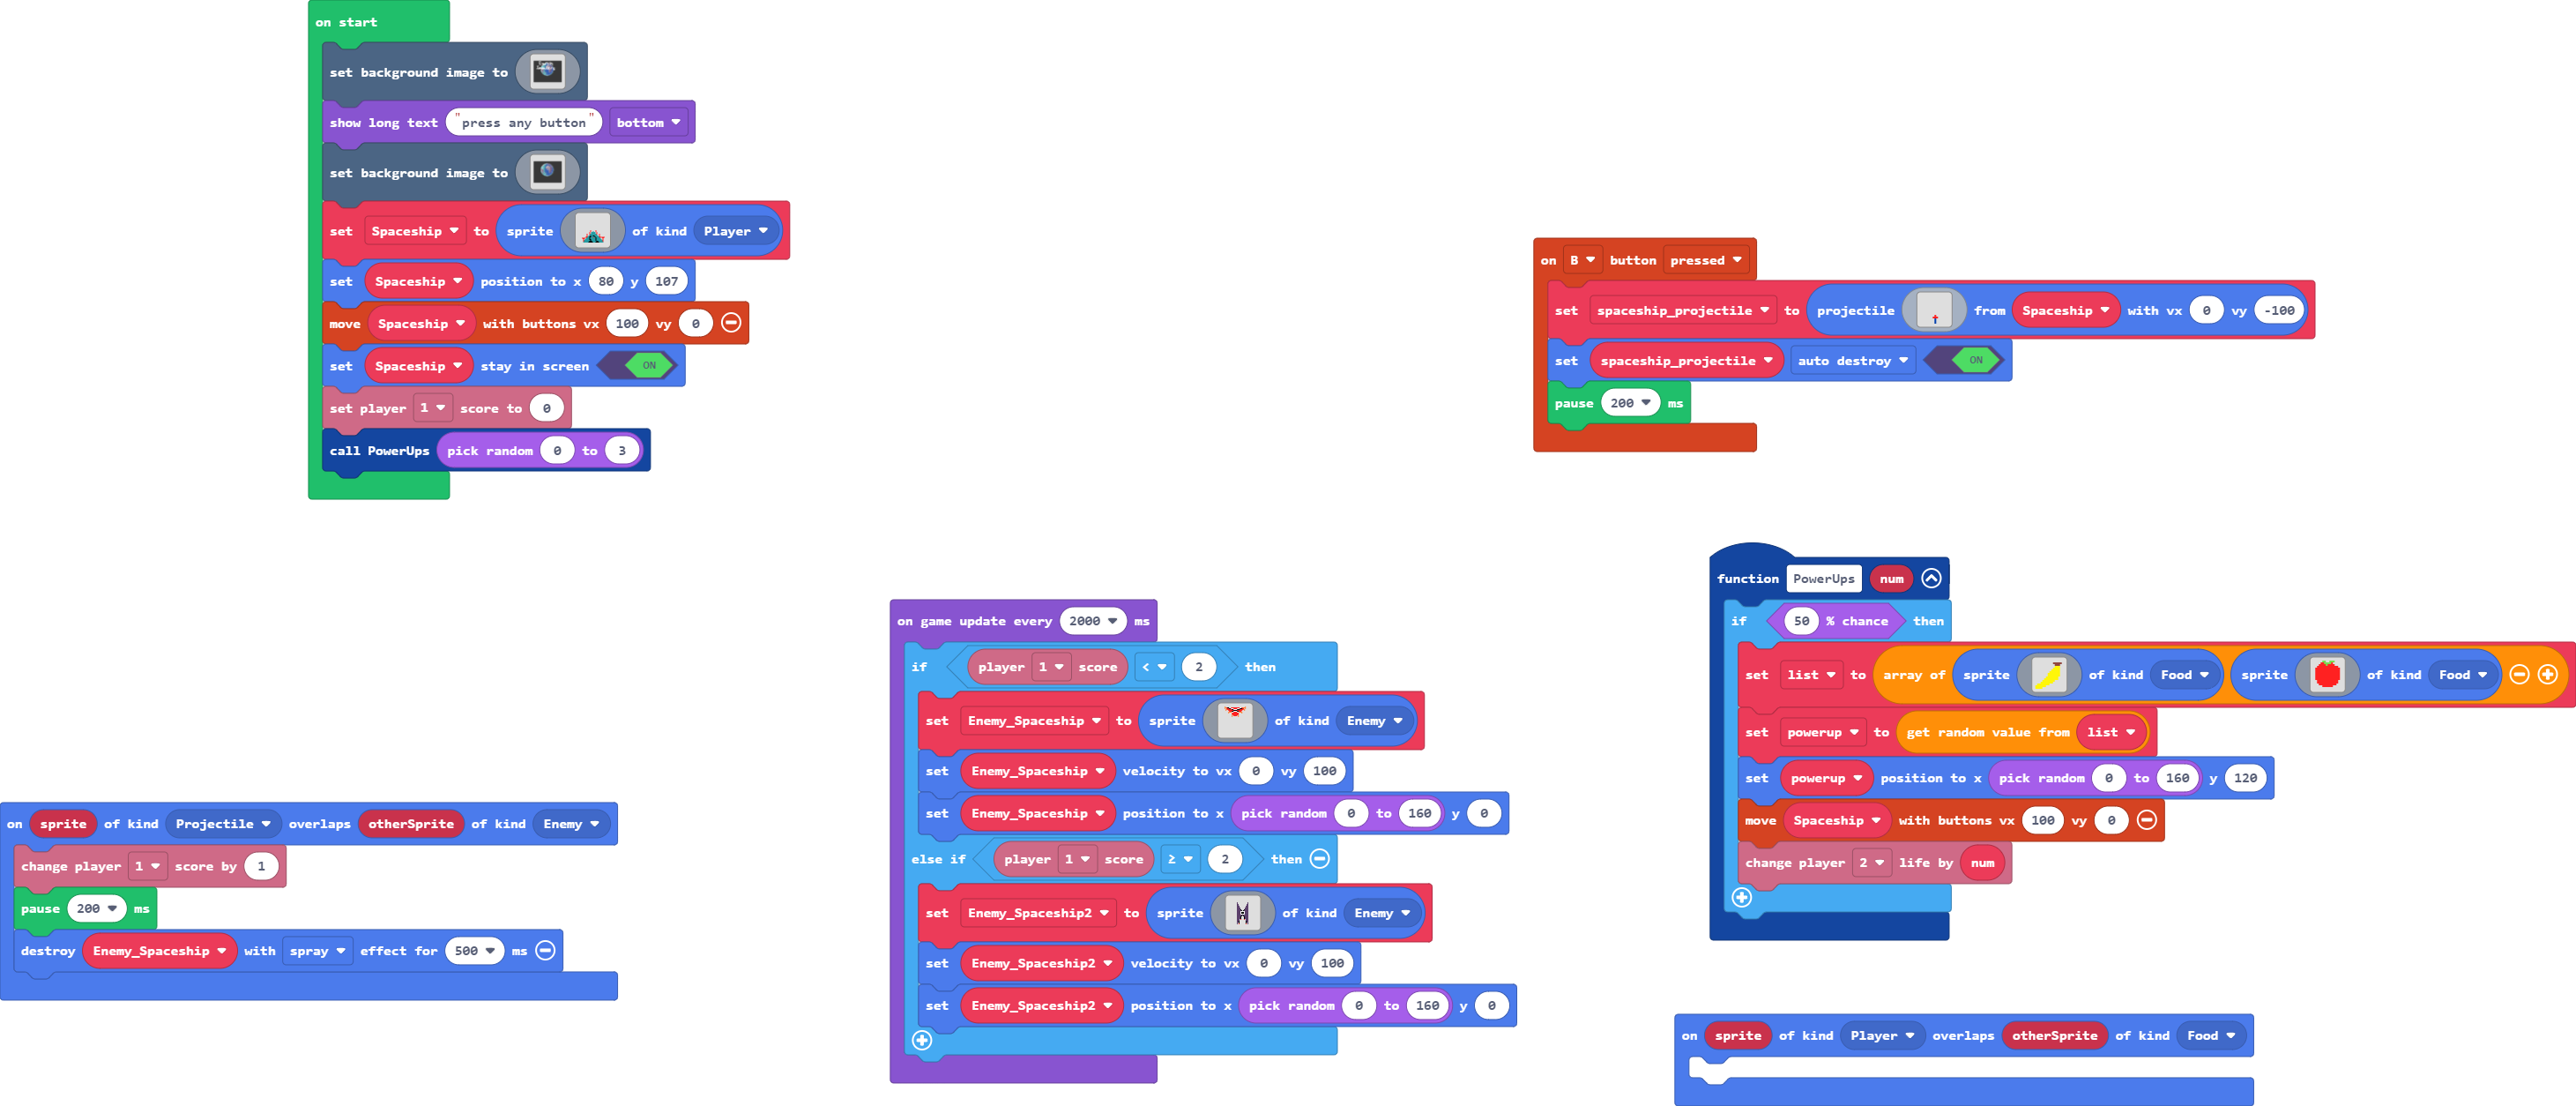 on start
set background image to
show long text "press any button" bottom
set background image to
set Spaceship to sprite of kind Player
set Spaceship position to x 80 y 107
move Spaceship with buttons vx 100 vy 0
set Spaceship stay in screen ON
set player 1 score to 0
call PowerUps pick random 0 to 3
on B button pressed
set spaceship_projectile to projectile from Spaceship with vx 0 vy -100
set spaceship_projectile auto destroy ON
pause 200 ms
on sprite of kind Projectile overlaps otherSprite of kind Enemy
change player 1 score by 1
pause 200 ms
destroy Enemy_Spaceship with spray effect for 500 ms
on game update every 2000 ms
if player 1 score < 2 then
set Enemy_Spaceship to sprite of kind Enemy
set Enemy_Spaceship velocity to vx 0 vy 100
set Enemy_Spaceship position to x pick random 0 to 160 y 0
else if player 1 score ≥ 2 then
set Enemy_Spaceship2 to sprite of kind Enemy
set Enemy_Spaceship2 velocity to vx 0 vy 100
set Enemy_Spaceship2 position to x pick random 0 to 160 y 0
function PowerUps num
if 50 % chance then
set list to array of sprite of kind Food sprite of kind Food
set powerup to get random value from list
set powerup position to x pick random 0 to 160 y 120
move Spaceship with buttons vx 100 vy 0
change player 2 life by num
on sprite of kind Player overlaps otherSprite of kind Food